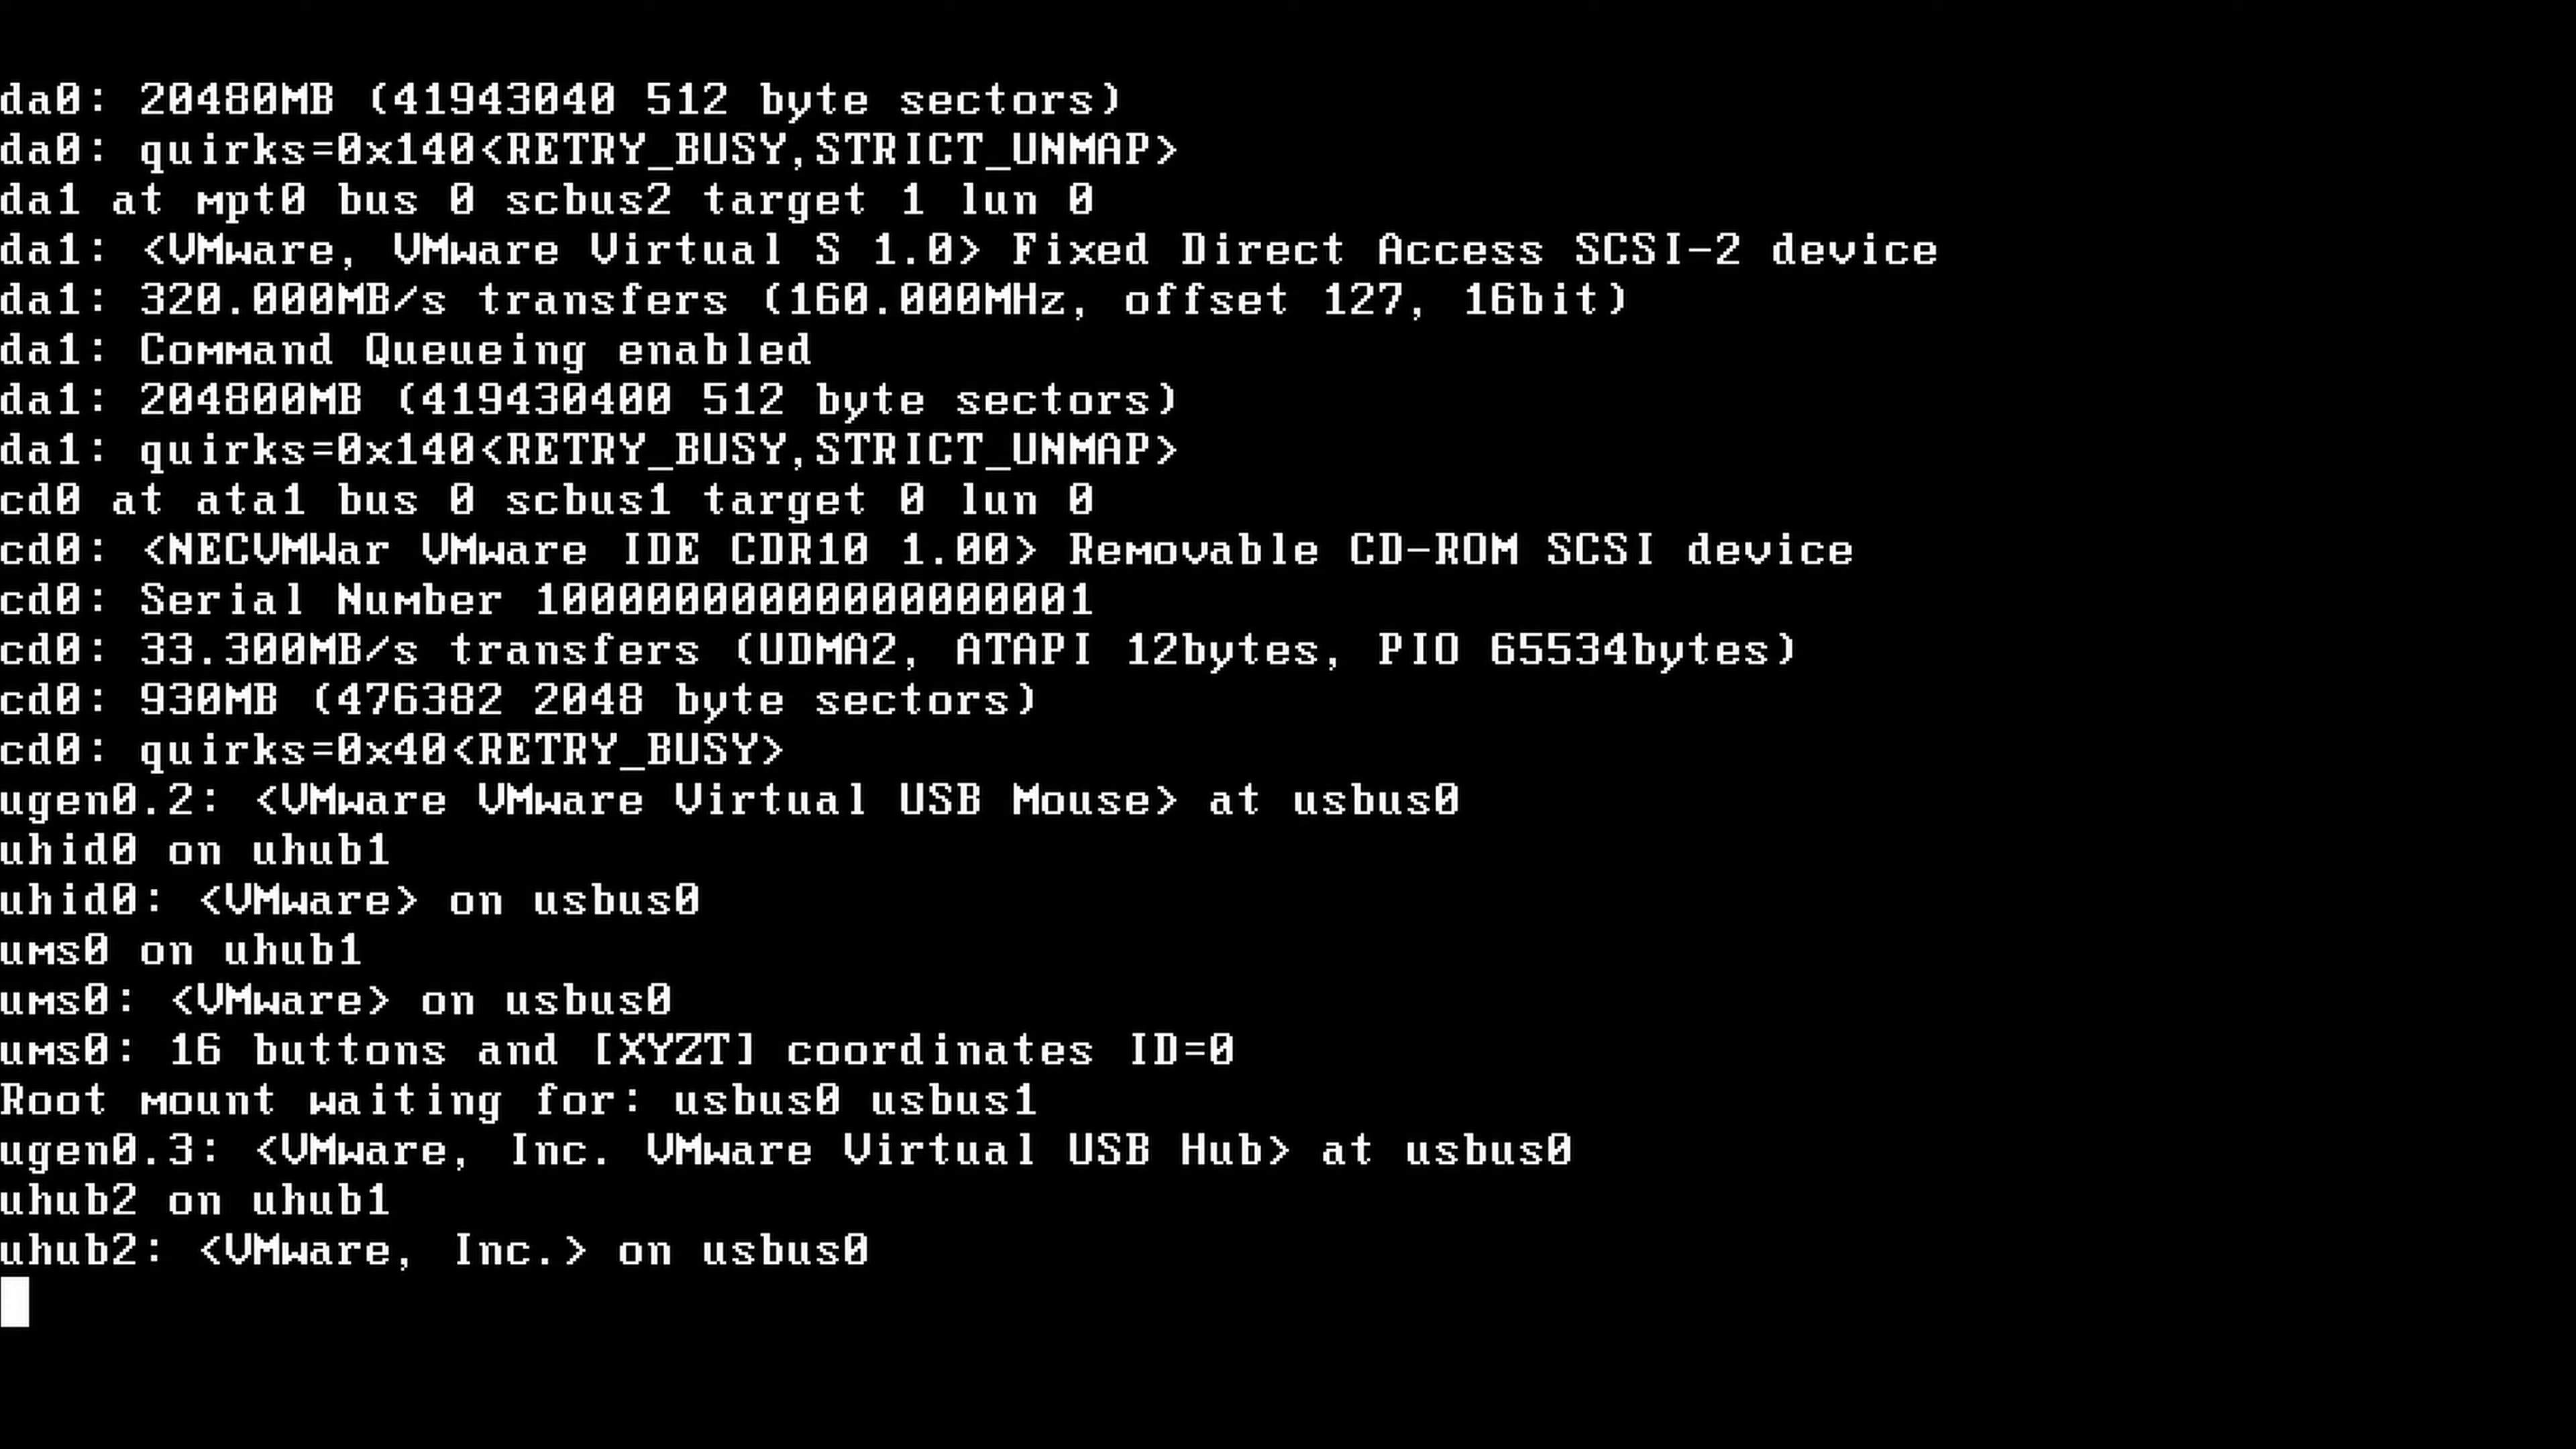 da0: 20480MB (41943040 512 byte sectors)
da0: quirks=0x140<RETRY_BUSY,STRICT_UNMAP>
da1 at mpt0 bus 0 scbus2 target 1 lun 0
da1: <VMware, VMware Virtual S 1.0> Fixed Direct Access SCSI-2 device
da1: 320.000MB/s transfers (160.000MHz, offset 127, 16bit)
da1: Command Queueing enabled
da1: 204800MB (419430400 512 byte sectors)
da1: quirks=0x140<RETRY_BUSY,STRICT_UNMAP>
cd0 at ata1 bus 0 scbus1 target 0 lun 0
cd0: <NECVMWar VMware IDE CDR10 1.00> Removable CD-ROM SCSI device
cd0: Serial Number 10000000000000000001
cd0: 33.300MB/s transfers (UDMA2, ATAPI 12bytes, PIO 65534bytes)
cd0: 930MB (476382 2048 byte sectors)
cd0: quirks=0x40<RETRY_BUSY>
ugen0.2: <VMware VMware Virtual USB Mouse> at usbus0
uhid0 on uhub1
uhid0: <VMware> on usbus0
ums0 on uhub1
ums0: <VMware> on usbus0
ums0: 16 buttons and [XYZT] coordinates ID=0
Root mount waiting for: usbus0 usbus1
ugen0.3: <VMware, Inc. VMware Virtual USB Hub> at usbus0
uhub2 on uhub1
uhub2: <VMware, Inc.> on usbus0